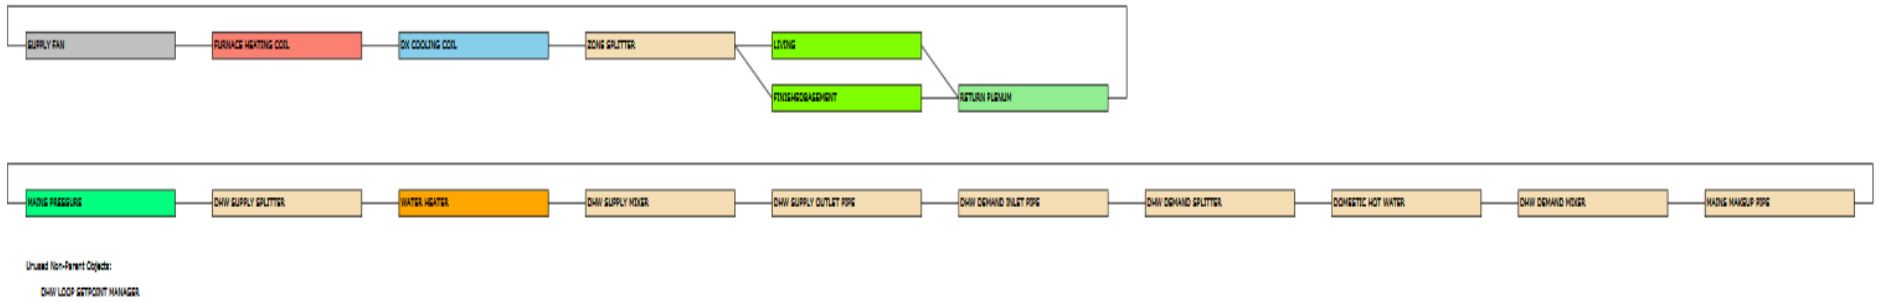 SUPPLY FAN
FURNACE HEATING COIL
DX COOLING COIL
ZONE SPLITTER
LIVING
FINISHEDBASEMENT
RETURN PLENUM
MAINS PRESSURE
DHW SUPPLY SPLITTER
WATER HEATER
DHW SUPPLY MIXER
DHW SUPPLY OUTLET PIPE
DHW DEMAND INLET PIPE
DHW DEMAND SPLITTER
DOMESTIC HOT WATER
DHW DEMAND MIXER
MAINS MAKEUP PIPE
Unused Non-Parent Objects:
DHW LOOP SETPOINT MANAGER